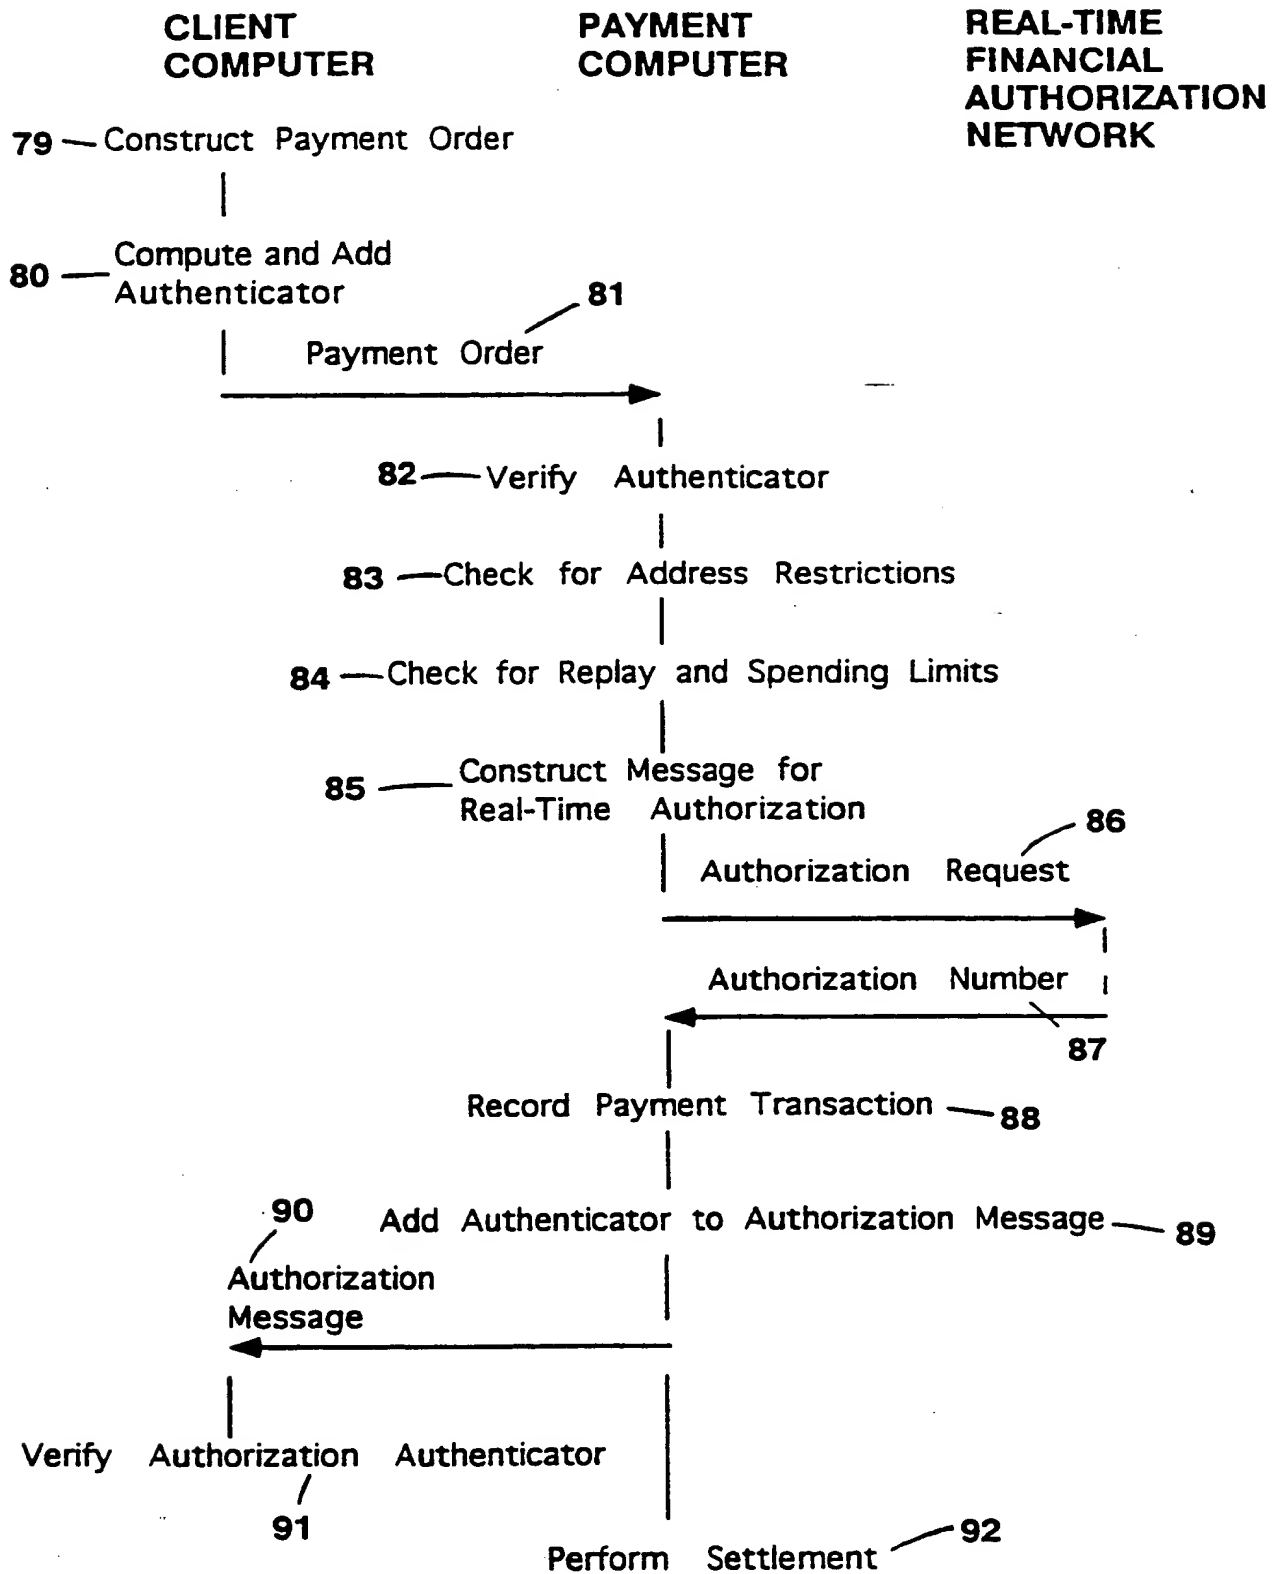 CLIENT
COMPUTER
PAYMENT
COMPUTER
REAL-TIME
FINANCIAL
AUTHORIZATION
NETWORK
79 Construct Payment Order
80 Compute and Add
Authenticator
81
Payment Order
82 Verify Authenticator
83 Check for Address Restrictions
84 Check for Replay and Spending Limits
85 Construct Message for
Real-Time Authorization
86
Authorization Request
Authorization Number
87
Record Payment Transaction 88
Add Authenticator to Authorization Message 89
90
Authorization
Message
Verify Authorization Authenticator
91
Perform Settlement 92